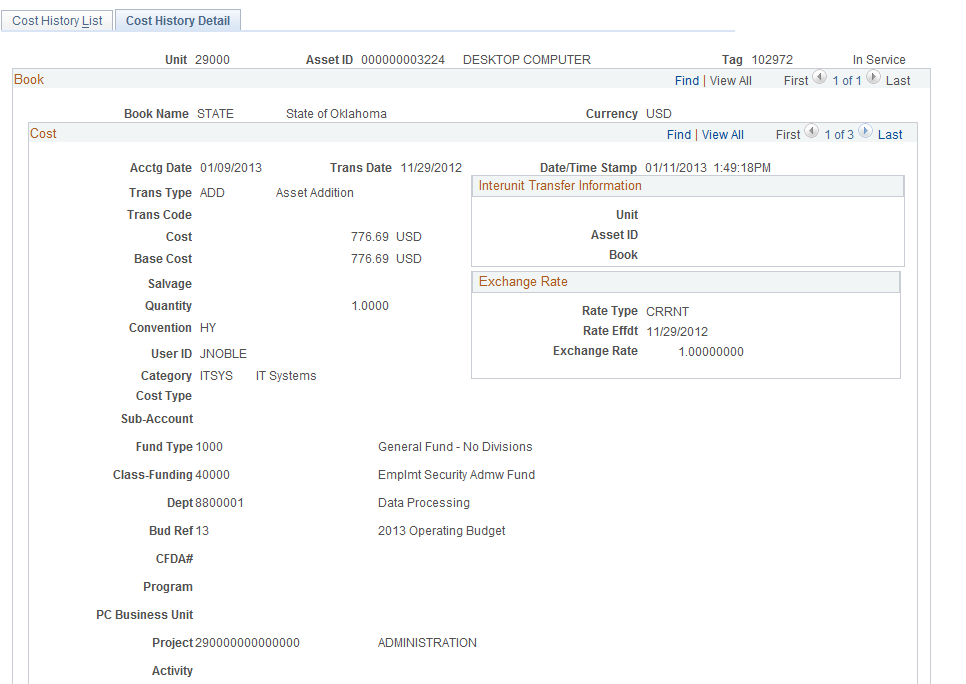 Cost History List Cost History Detail
Unit 29000 Asset ID 000000003224 DESKTOP COMPUTER Tag 102972 In Service
Book Find | View All First 1 of 1 Last
Book Name STATE State of Oklahoma Currency USD
Cost Find | View All First 1 of 3 Last
Acctg Date 01/09/2013 Trans Date 11/29/2012 Date/Time Stamp 01/11/2013 1:49:18PM
Trans Type ADD Asset Addition
Interunit Transfer Information
Trans Code
Unit
Cost 776.69 USD
Asset ID
Base Cost 776.69 USD
Book
Salvage
Exchange Rate
Quantity 1.0000
Rate Type CRRNT
Convention HY
Rate Effdt 11/29/2012
User ID JNOBLE
Exchange Rate 1.00000000
Category ITSYS IT Systems
Cost Type
Sub-Account
Fund Type 1000 General Fund - No Divisions
Class-Funding 40000 Emplmt Security Admw Fund
Dept 8800001 Data Processing
Bud Ref 13 2013 Operating Budget
CFDA#
Program
PC Business Unit
Project 290000000000000 ADMINISTRATION
Activity